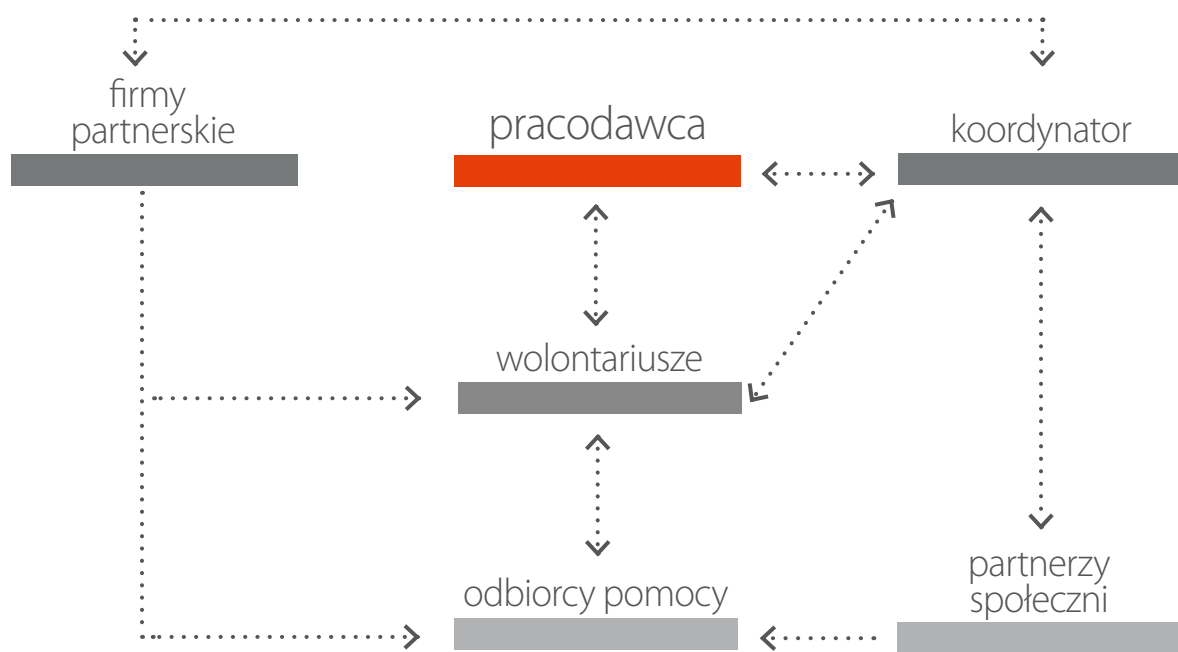 firmy
partnerskie
pracodawca
koordynator
wolontariusze
odbiorcy pomocy
partnerzy
społeczni